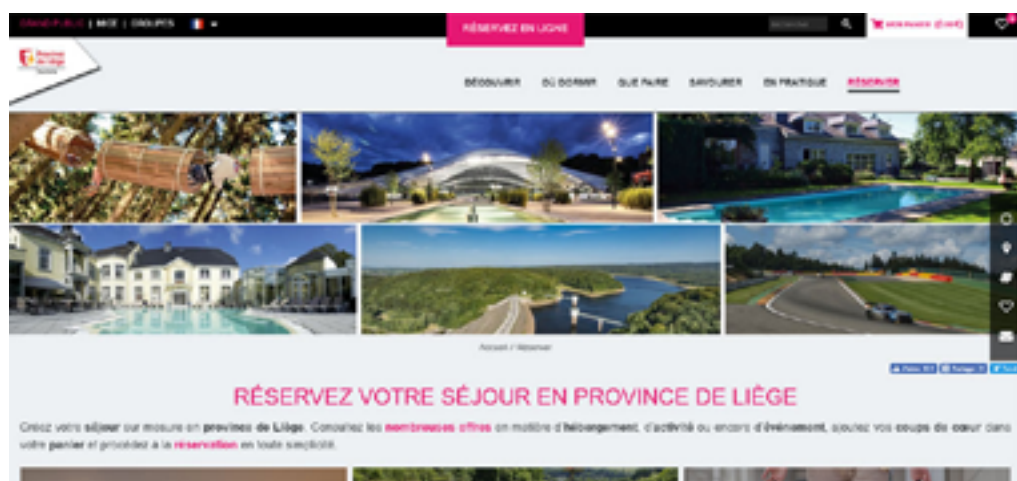 GRAND PUBLIC | MICE | GROUPES
RÉSERVEZ EN LIGNE
Province
de Liège
DÉCOUVRIR OÙ DORMIR QUE FAIRE SAVOURER EN PRATIQUE RÉSERVER
Accueil / Réserver
RÉSERVEZ VOTRE SÉJOUR EN PROVINCE DE LIÈGE
Créez votre séjour sur mesure en province de Liège. Consultez les nombreuses offres en matière d'hébergement, d'activité ou encore d'événement, ajoutez vos coups de cœur dans
votre panier et procédez à la réservation en toute simplicité.